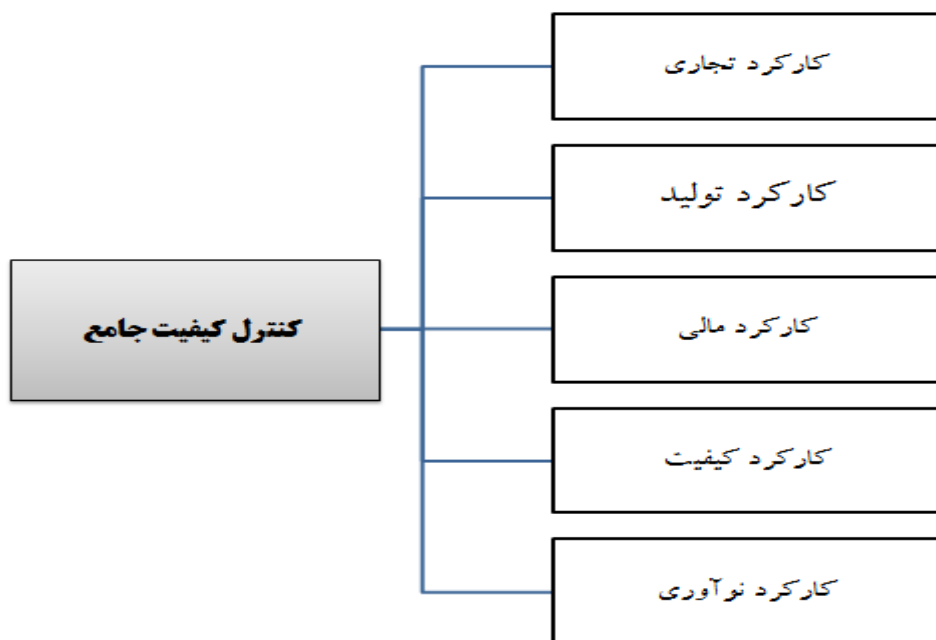 کارکرد تجاری
کارکرد تولید
کنترل کیفیت جامع
کارکرد مالی
کارکرد کیفیت
کارکرد نوآوری